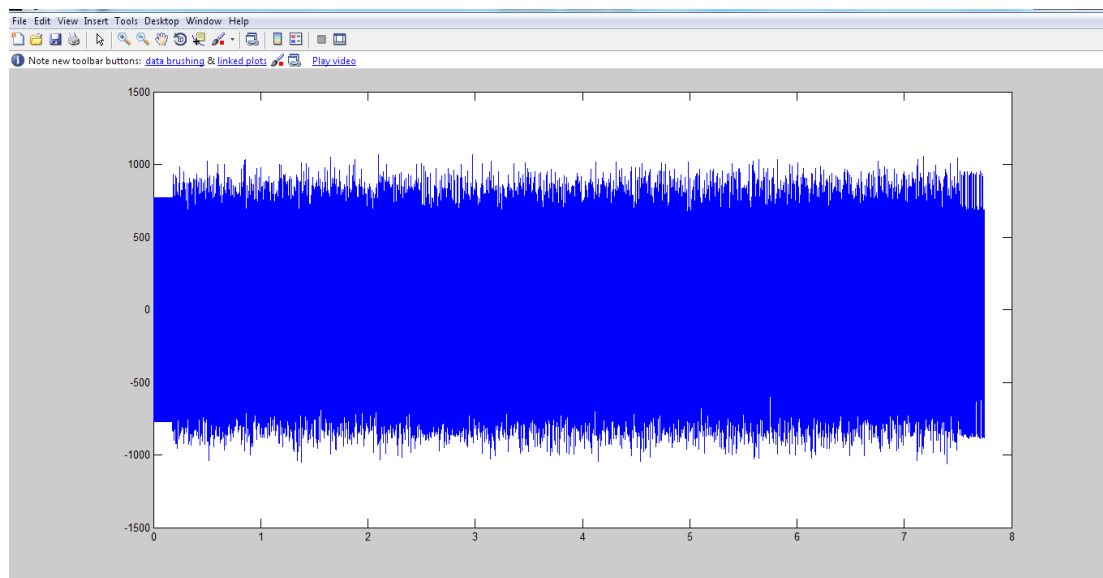 File Edit View Insert Tools Desktop Window Help
Note new toolbar buttons: data brushing & linked plots Play video
1500
1000
500
0
-500
-1000
-1500
0 1 2 3 4 5 6 7 8